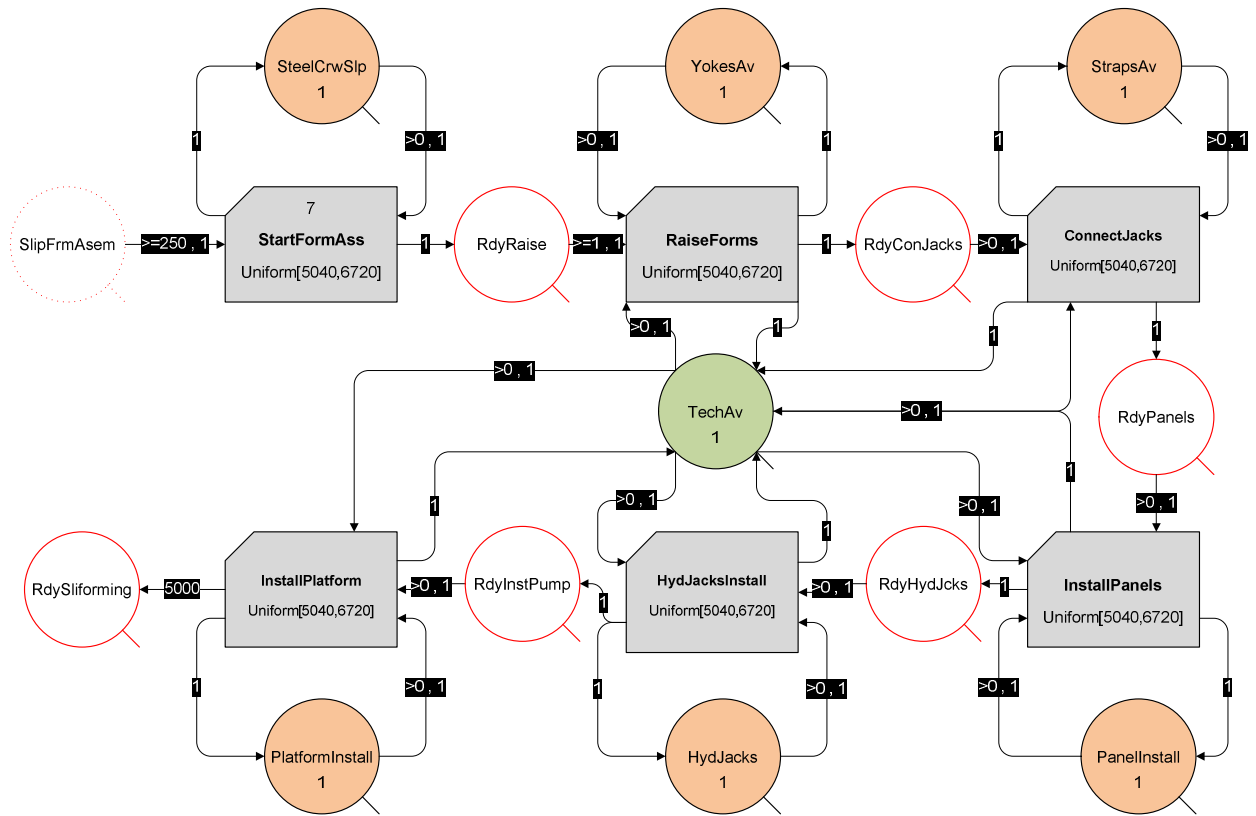 SteelCrwSlp
1
YokesAv
1
StrapsAv
1
1
>0 , 1
>0 , 1
1
1
>0 , 1
SlipFrmAsem
>=250 , 1
7
StartFormAss
Uniform[5040,6720]
1
RdyRaise
>=1, 1
RaiseForms
Uniform[5040,6720]
1
RdyConJacks
>0, 1
ConnectJacks
Uniform[5040,6720]
>0 , 1
1
1
1
>0 , 1
TechAv
1
>0 , 1
RdyPanels
1
>0 , 1
1
>0 , 1
1
>0 , 1
1
RdySliforming
5000
InstallPlatform
Uniform[5040,6720]
>0 , 1
RdyInstPump
1
HydJacksInstall
Uniform[5040,6720]
>0 , 1
RdyHydJcks
1
InstallPanels
Uniform[5040,6720]
1
>0 , 1
1
>0 , 1
>0 , 1
1
PlatformInstall
1
HydJacks
1
PanelInstall
1